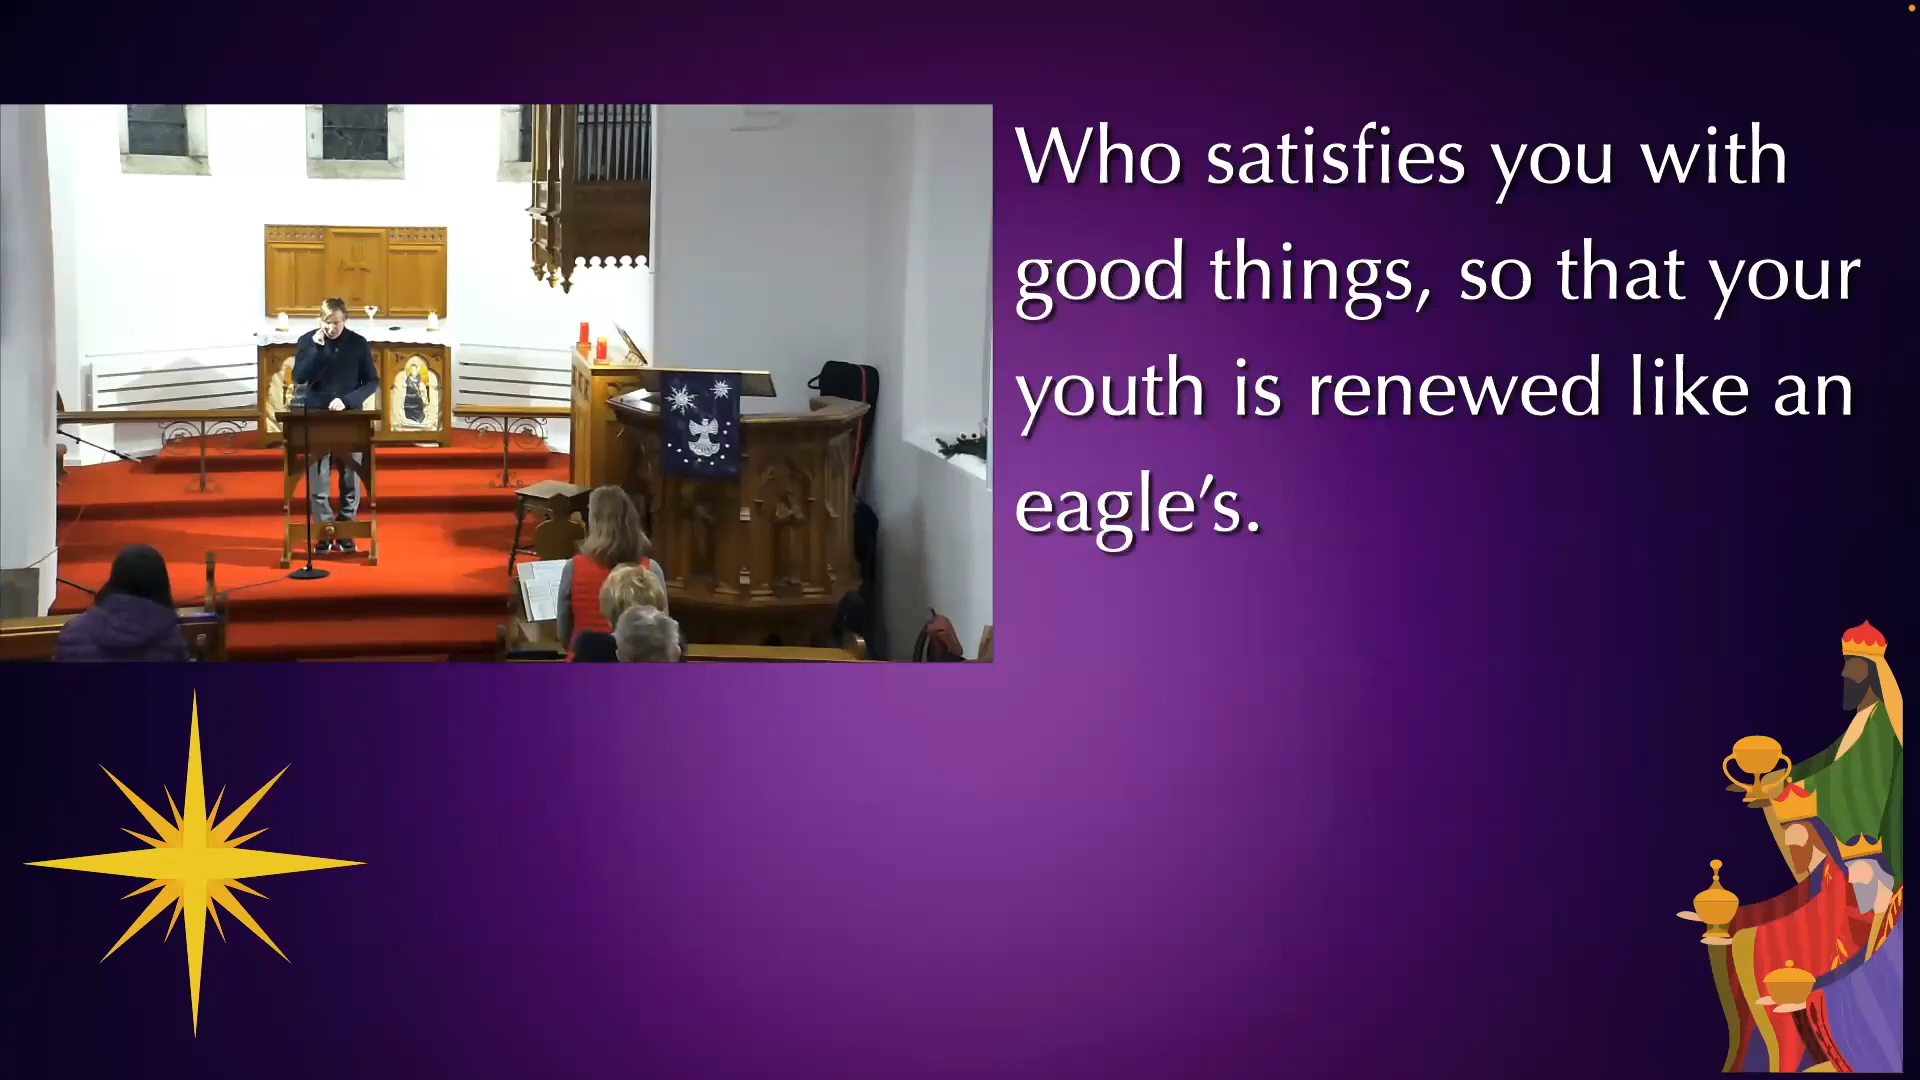 Who satisfies you with
good things, so that your
youth is renewed like an
eagle’s.